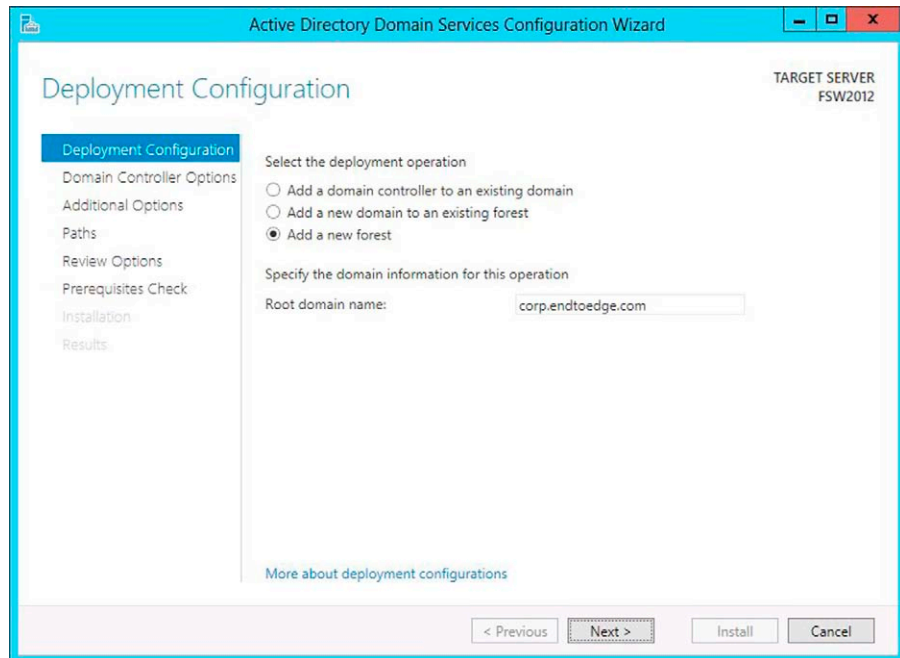 Active Directory Domain Services Configuration Wizard
Deployment Configuration
TARGET SERVER
FSW2012
Deployment Configuration
Domain Controller Options
Additional Options
Paths
Review Options
Prerequisites Check
Installation
Results
Select the deployment operation
Add a domain controller to an existing domain
Add a new domain to an existing forest
Add a new forest
Specify the domain information for this operation
Root domain name: corp.endtoedge.com
More about deployment configurations
< Previous Next > Install Cancel